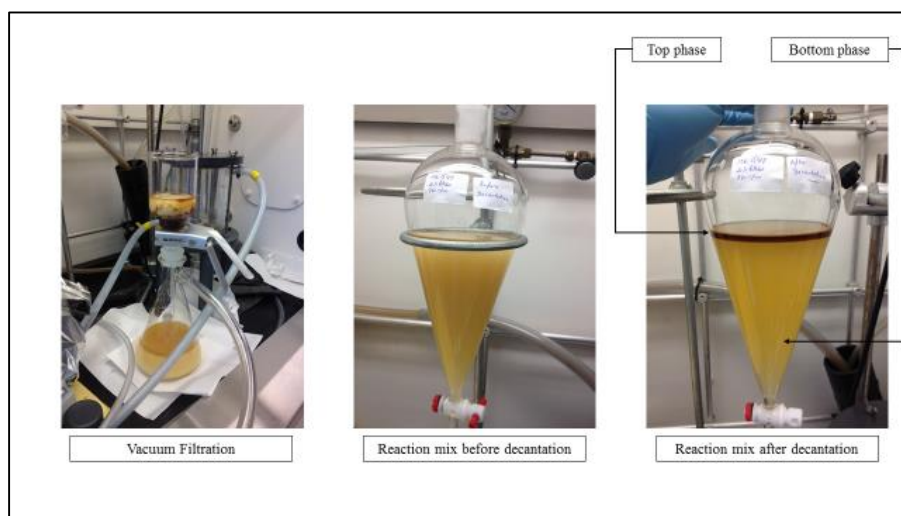 Top phase
Bottom phase
Vacuum Filtration
Reaction mix before decantation
Reaction mix after decantation